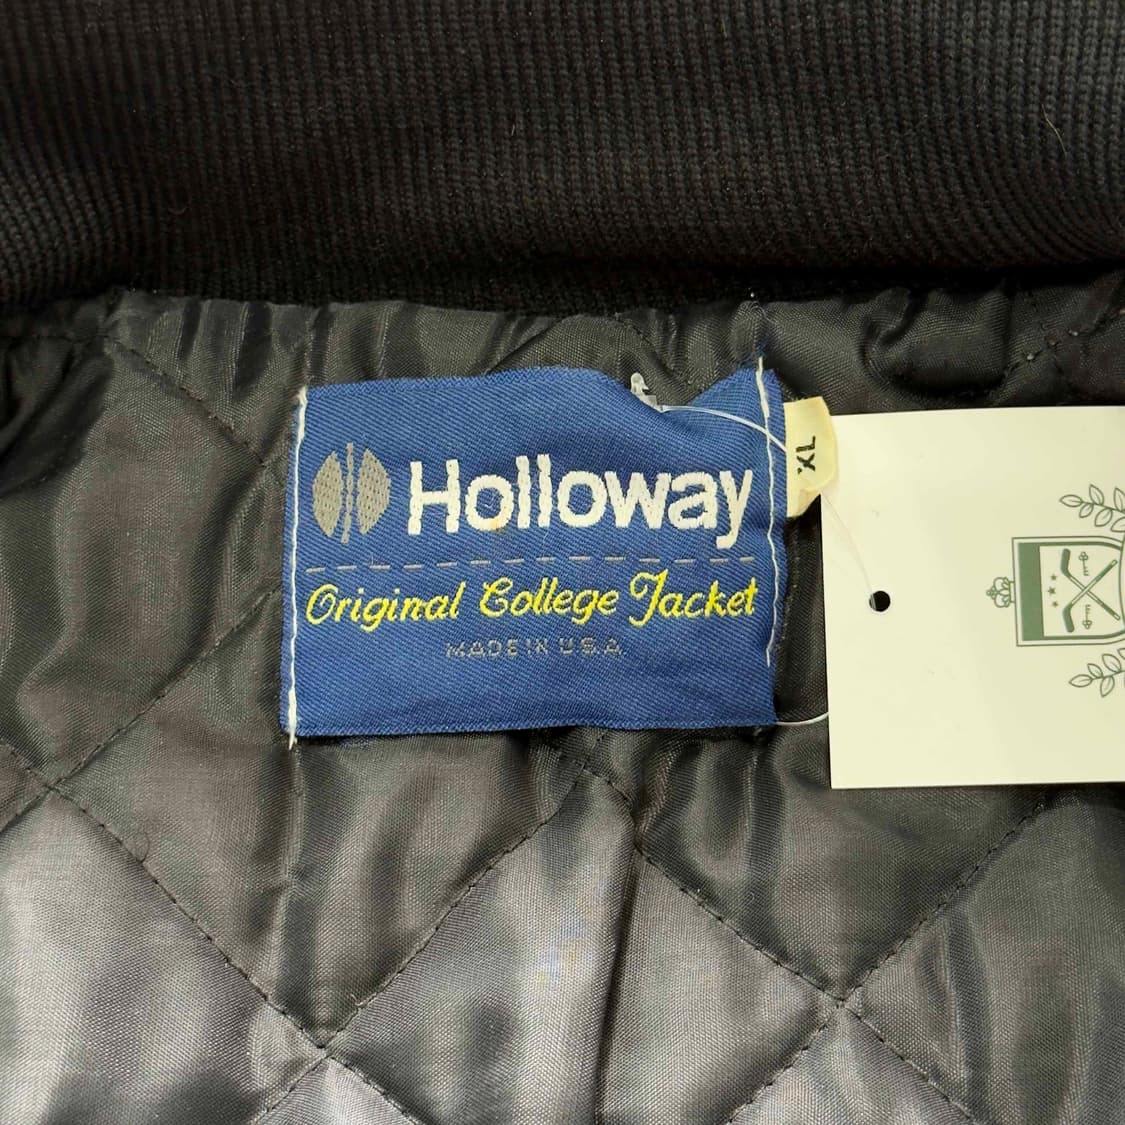 Holloway
Original College Jacket
MADE IN U.S.A
XL